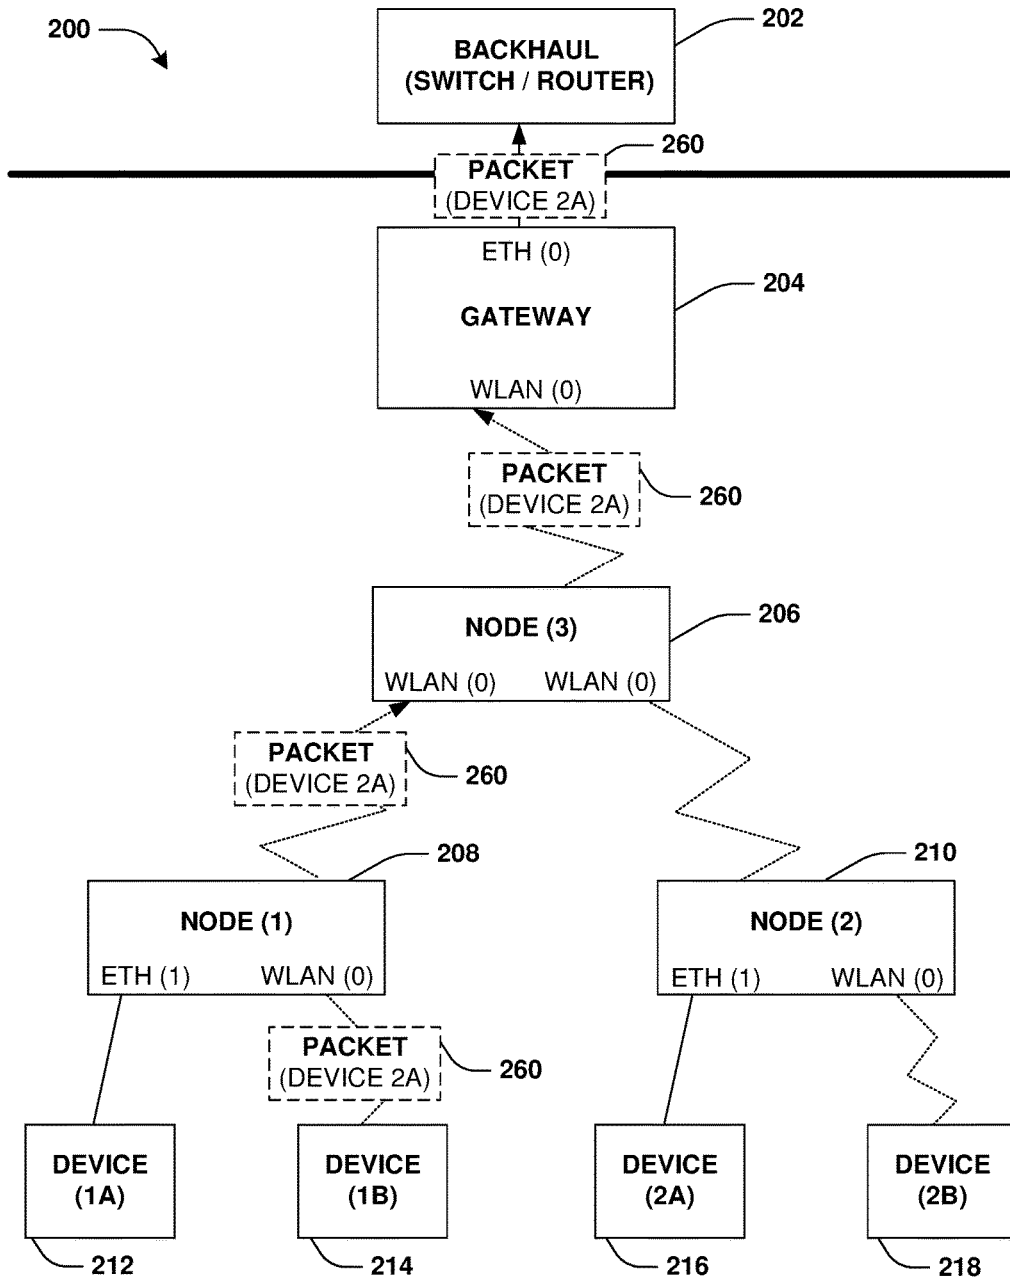 200
202
BACKHAUL
(SWITCH / ROUTER)
260
PACKET
(DEVICE 2A)
ETH (0)
204
GATEWAY
WLAN (0)
PACKET
(DEVICE 2A)
260
206
NODE (3)
WLAN (0) WLAN (0)
PACKET
(DEVICE 2A)
260
208
210
NODE (1)
NODE (2)
ETH (1) WLAN (0)
ETH (1) WLAN (0)
PACKET
(DEVICE 2A)
260
DEVICE
(1A)
DEVICE
(1B)
DEVICE
(2A)
DEVICE
(2B)
212
214
216
218